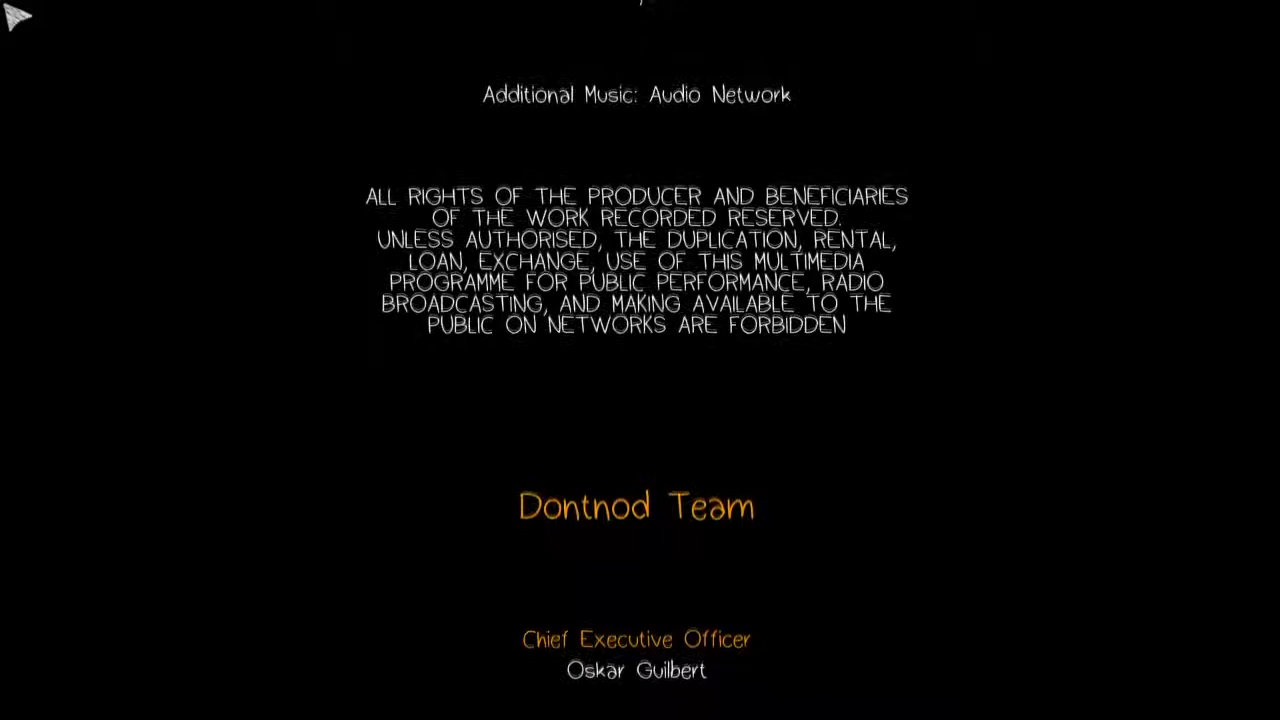 Additional Music: Audio Network
ALL RIGHTS OF THE PRODUCER AND BENEFICIARIES
OF THE WORK RECORDED RESERVED.
UNLESS AUTHORISED, THE DUPLICATION, RENTAL,
LOAN, EXCHANGE, USE OF THIS MULTIMEDIA
PROGRAMME FOR PUBLIC PERFORMANCE, RADIO
BROADCASTING, AND MAKING AVAILABLE TO THE
PUBLIC ON NETWORKS ARE FORBIDDEN
Dontnod Team
Chief Executive Officer
Oskar Guilbert